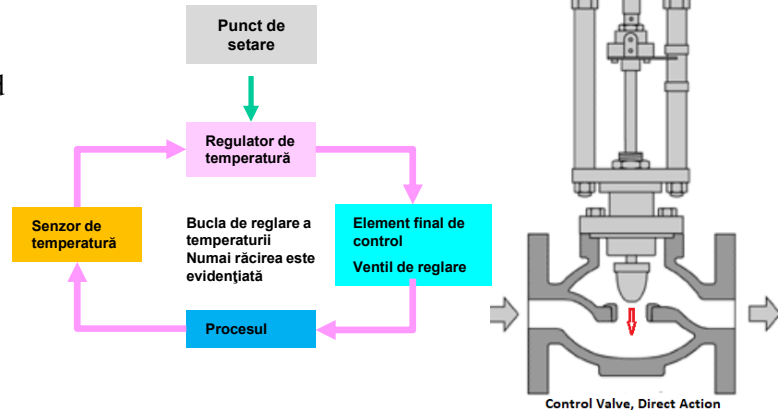 Punct de
setare
d
Regulator de
temperatură
Senzor de
temperatură
Bucla de reglare a
temperaturii
Numai răcirea este
evidenţiată
Element final de
control
Ventil de reglare
Procesul
Control Valve, Direct Action